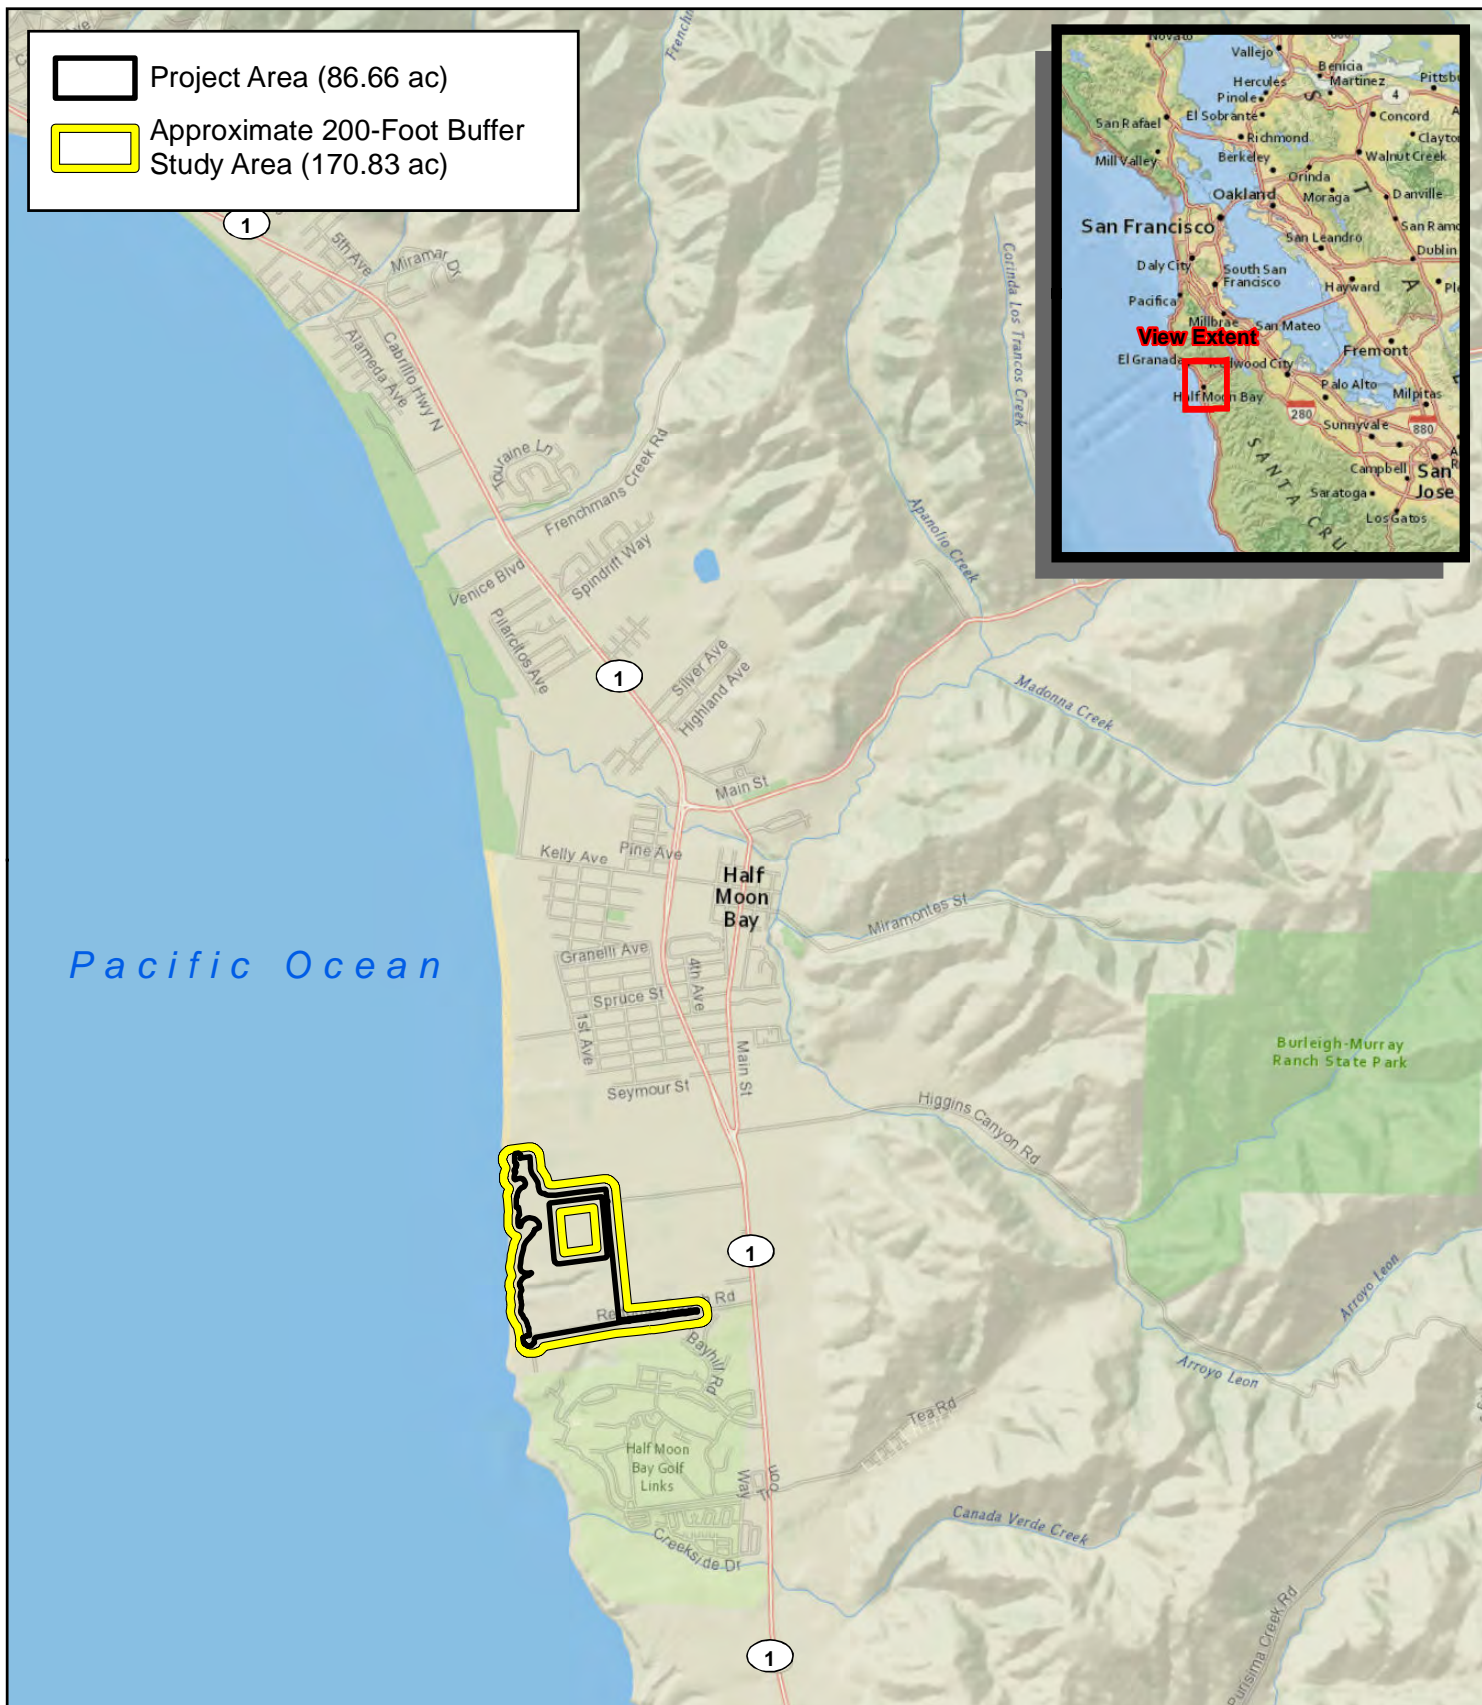 Project Area (86.66 ac)
Approximate 200-Foot Buffer
Study Area (170.83 ac)
Novato
Vallejo
Benicia
Hercules
Martinez
Pinole
4
San Rafael
El Sobrante
Concord
Richmond
Mill Valley
Berkeley
Walnut Creek
Orinda
Oakland
Moraga
Danville
San Francisco
San Leandro
Dublin
Daly City
South San
Francisco
Hayward
Pacifica
Millbrae
San Mateo
View Extent
Fremont
El Granada
Redwood City
Palo Alto
Milpitas
Half Moon Bay
280
Sunnyvale
880
Campbell
San
Jose
Saratoga
Los Gatos
SANTA CRU
1
5th Ave
Miramar Dr
Alameda Ave
Cabrillo Hwy N
Corinda Los Trancos Creek
Touraine Ln
Frenchmans Creek Rd
Apanolio Creek
Spindrift Way
Venice Blvd
Pilarcitos Ave
1
Silver Ave
Highland Ave
Madonna Creek
Main St
Kelly Ave
Pine Ave
Half
Moon
Bay
Miramontes St
Pacific Ocean
Granelli Ave
4th Ave
Spruce St
1st Ave
Main St
Seymour St
Burleigh-Murray
Ranch State Park
Higgins Canyon Rd
1
Rd
Bayhill Rd
Arroyo Leon
Arroyo Leon
Tea Rd
Half Moon
Bay Golf
Links
Way
Canada Verde Creek
Creekside Dr
Purisima Creek Rd
1